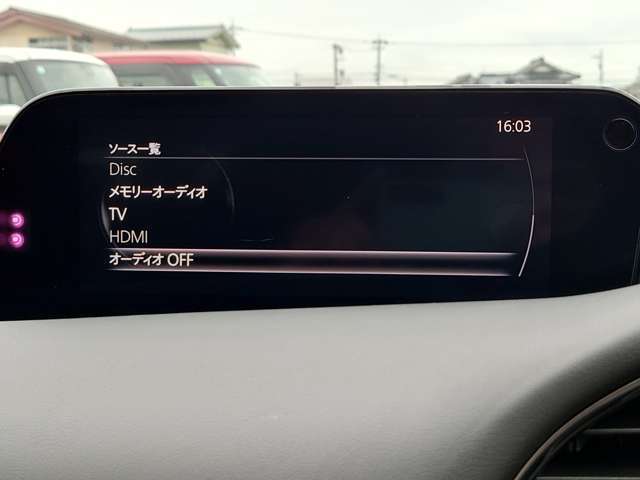 16:03
ソース一覧
Disc
メモリーオーディオ
TV
HDMI
オーディオ OFF